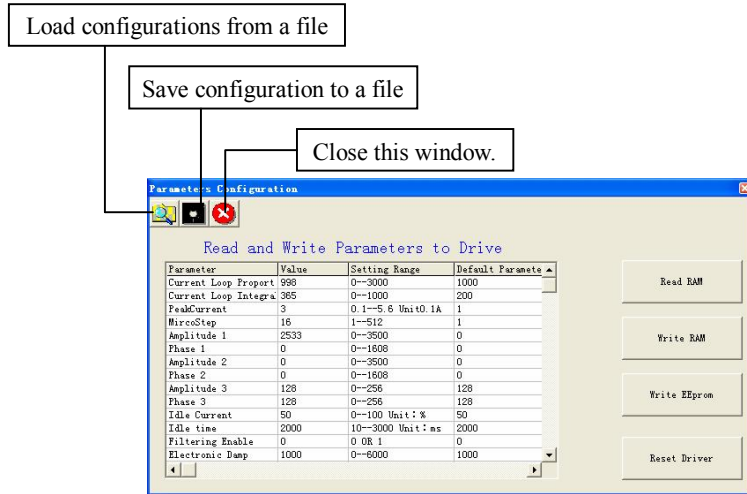 Load configurations from a file
Save configuration to a file
Close this window.
Parameters Configuration
Read and Write Parameters to Drive
Parameter Value Setting Range Default Paramete
Current Loop Proport 998 0--3000 1000
Current Loop Integra 365 0--1000 200
PeakCurrent 3 0.1--5.6 Unit0.1A 1
MircoStep 16 1--512 1
Amplitude 1 2533 0--3500 0
Phase 1 0 0--1608 0
Amplitude 2 0 0--3500 0
Phase 2 0 0--1608 0
Amplitude 3 128 0--256 128
Phase 3 128 0--256 128
Idle Current 50 0--100 Unit：% 50
Idle time 2000 10--3000 Unit：ms 2000
Filtering Enable 0 0 OR 1 0
Electronic Damp 1000 0--6000 1000
Read RAM
Write RAM
Write EEprom
Reset Driver